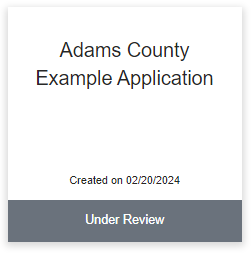 Adams County
Example Application
Created on 02/20/2024
Under Review